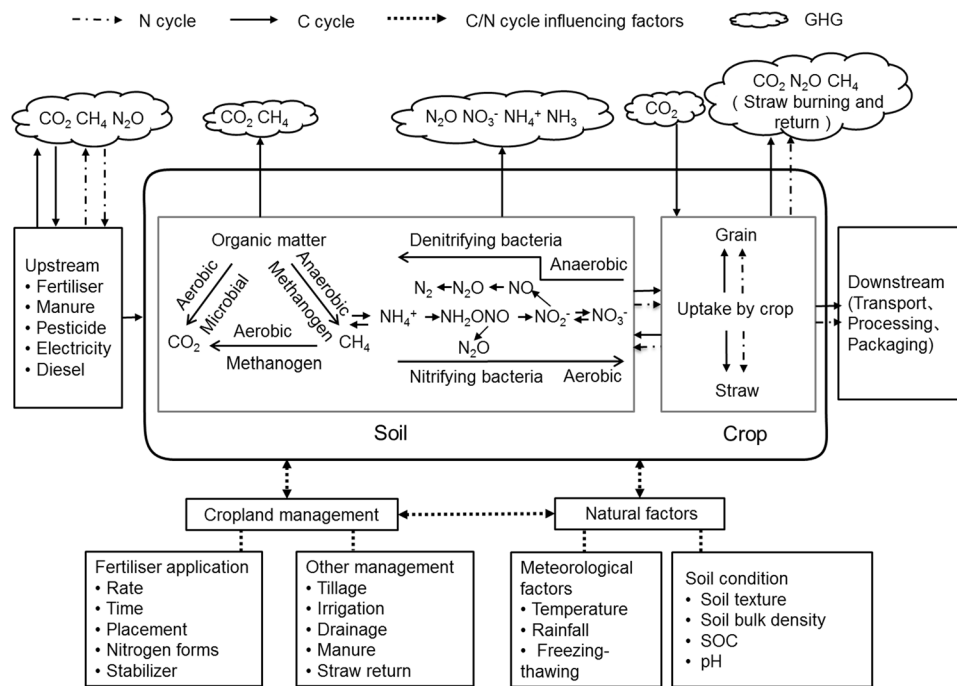 N cycle
C cycle
C/N cycle influencing factors
GHG
CO2 CH4 N2O
CO2 CH4
N2O NO3- NH4+ NH3
CO2
CO2 N2O CH4
( Straw burning and
return )
Upstream
• Fertiliser
• Manure
• Pesticide
• Electricity
• Diesel
Organic matter
Aerobic
Microbial
Anaerobic
Methanogen
CO2
Aerobic
Methanogen
CH4
Denitrifying bacteria
Anaerobic
N2 N2O NO
NH4+ NH2ONO NO2- NO3-
N2O
Nitrifying bacteria
Aerobic
Soil
Grain
Uptake by crop
Straw
Crop
Downstream
(Transport、
Processing、
Packaging)
Cropland management
Natural factors
Fertiliser application
• Rate
• Time
• Placement
• Nitrogen forms
• Stabilizer
Other management
• Tillage
• Irrigation
• Drainage
• Manure
• Straw return
Meteorological
factors
• Temperature
• Rainfall
• Freezing-
thawing
Soil condition
• Soil texture
• Soil bulk density
• SOC
• pH